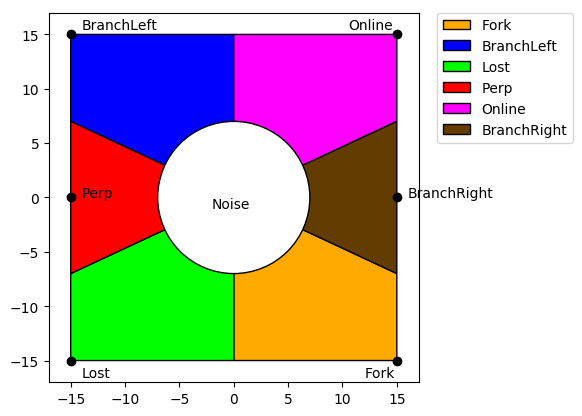 BranchLeft
Online
Fork
BranchLeft
Lost
Perp
Online
BranchRight
15
10
5
0
−5
−10
−15
Perp
Noise
BranchRight
Lost
Fork
−15
−10
−5
0
5
10
15